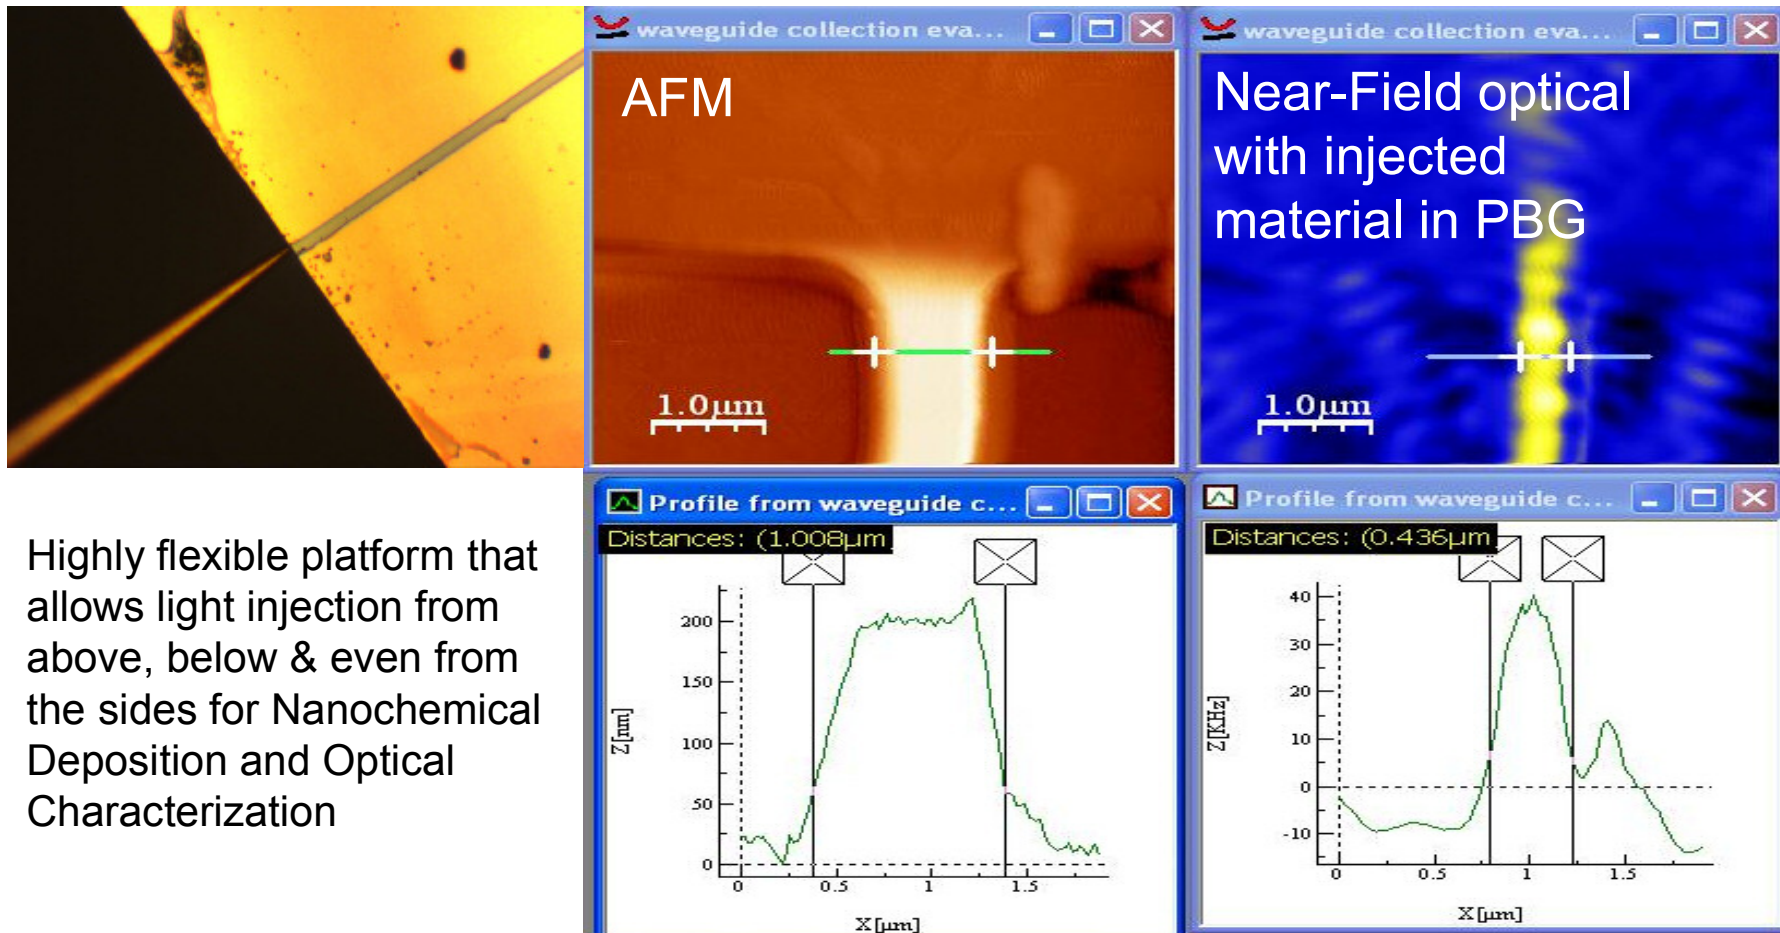 waveguide collection eva...
AFM
1.0µm
waveguide collection eva...
Near-Field optical
with injected
material in PBG
1.0µm
Highly flexible platform that
allows light injection from
above, below & even from
the sides for Nanochemical
Deposition and Optical
Characterization
Profile from waveguide c...
Distances: (1.008µm
Z[nm]
200
150
100
50
0
0 0.5 1 1.5
X[µm]
Profile from waveguide c...
Distances: (0.436µm
Z[KHz]
40
30
20
10
0
-10
0 0.5 1 1.5
X[µm]